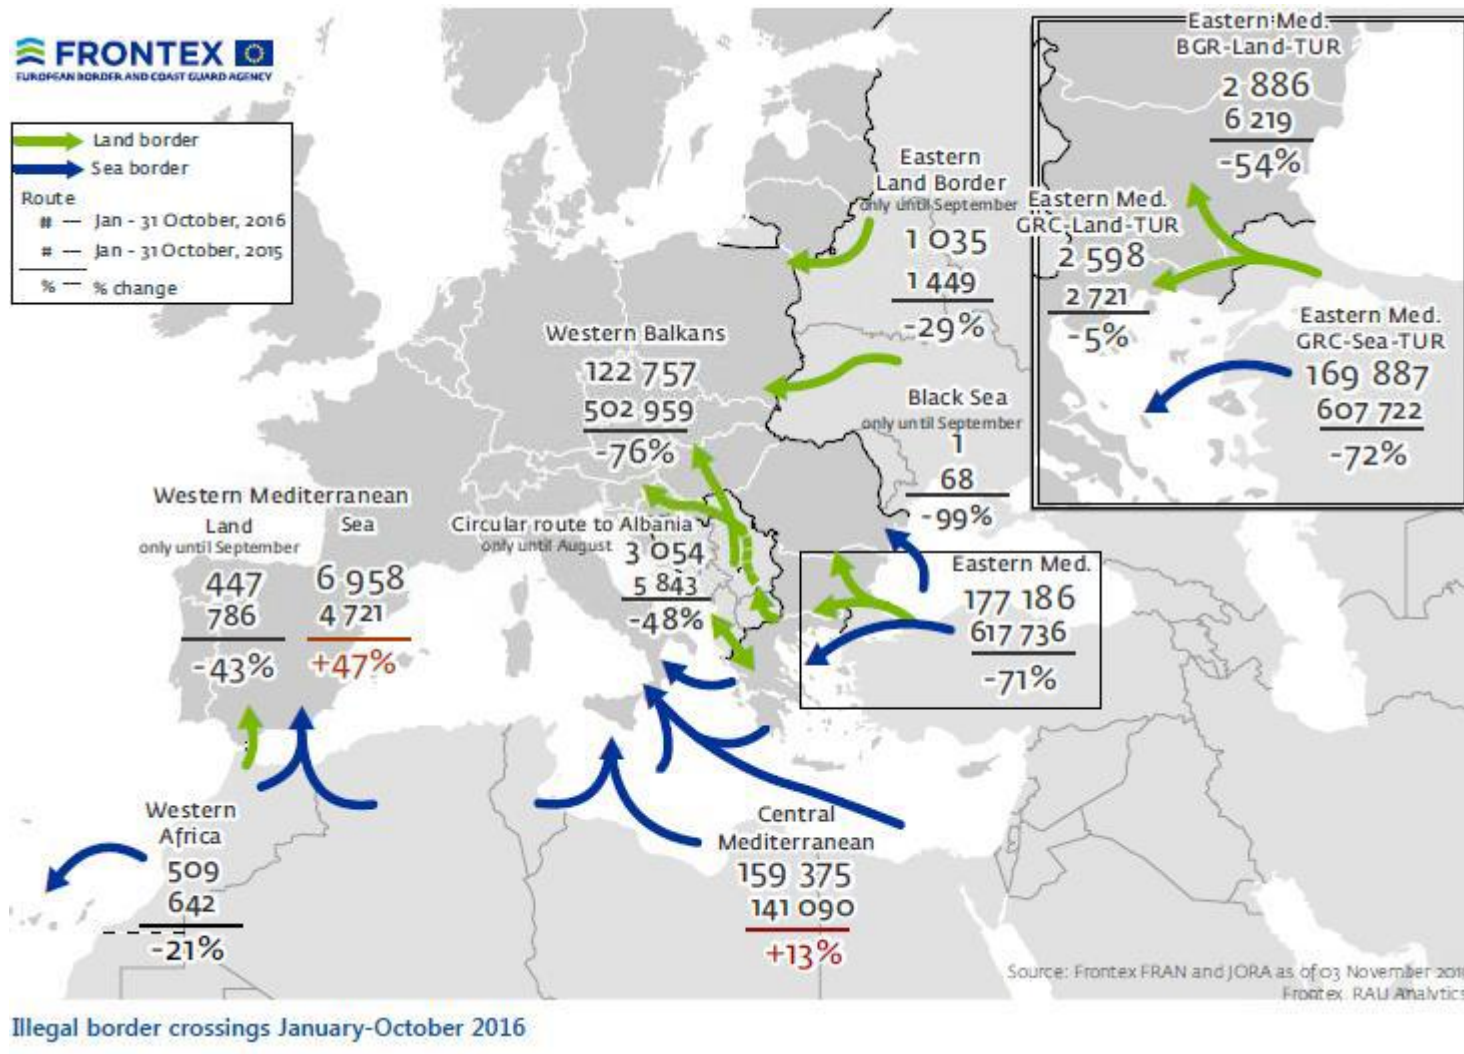 FRONTEX
EUROPEAN BORDER AND COAST GUARD AGENCY
Land border
Sea border
Route
# — Jan - 31 October, 2016
# — Jan - 31 October, 2015
% — % change
Eastern Med.
BGR-Land-TUR
2 886
6 219
-54%
Eastern
Land Border
only until September
1 035
1 449
-29%
Eastern Med.
GRC-Land-TUR
2 598
2 721
-5%
Eastern Med.
GRC-Sea-TUR
169 887
607 722
-72%
Western Balkans
122 757
502 959
-76%
Black Sea
only until September
1
68
-99%
Western Mediterranean
Land
only until September
447
786
-43%
Sea
6 958
4 721
+47%
Circular route to Albania
only until August
3 054
5 843
-48%
Eastern Med.
177 186
617 736
-71%
Western
Africa
509
642
-21%
Central
Mediterranean
159 375
141 090
+13%
Source: Frontex FRAN and JORA as of 03 November
Frontex RAU Analytics
Illegal border crossings January-October 2016